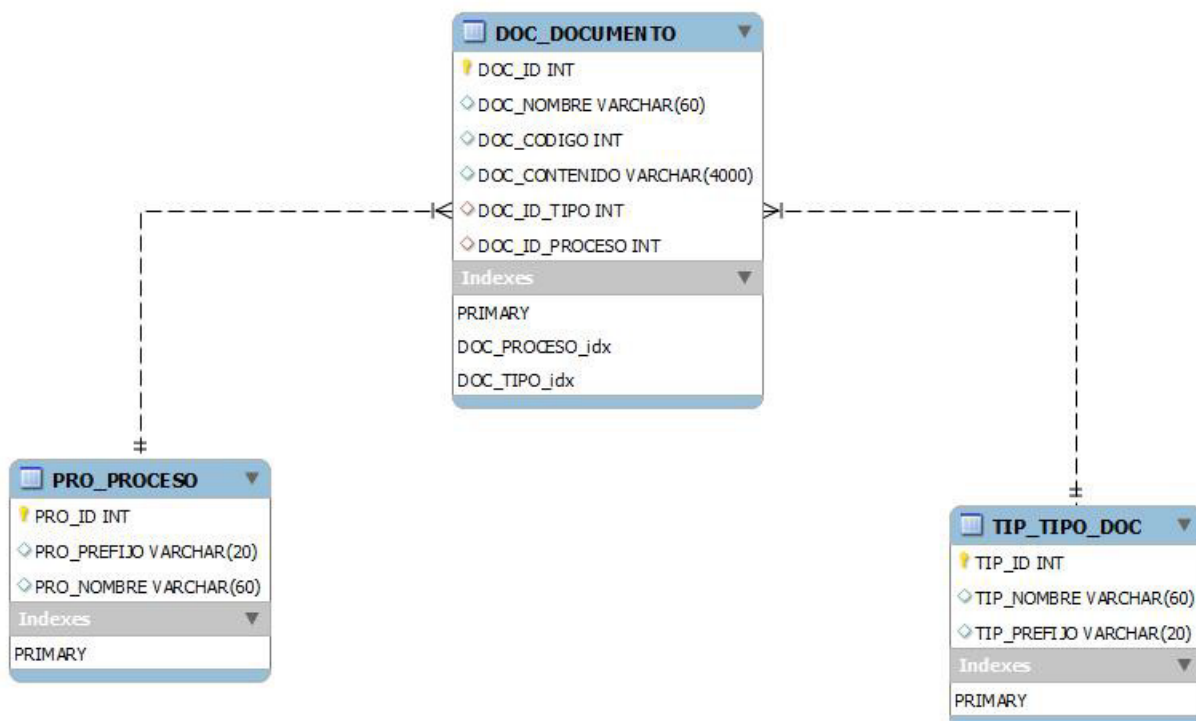 DOC_DOCUMENTO
DOC_ID INT
DOC_NOMBRE VARCHAR(60)
DOC_CODIGO INT
DOC_CONTENIDO VARCHAR(4000)
DOC_ID_TIPO INT
DOC_ID_PROCESO INT
Indexes
PRIMARY
DOC_PROCESO_idx
DOC_TIPO_idx
PRO_PROCESO
PRO_ID INT
PRO_PREFIJO VARCHAR(20)
PRO_NOMBRE VARCHAR(60)
Indexes
PRIMARY
TIP_TIPO_DOC
TIP_ID INT
TIP_NOMBRE VARCHAR(60)
TIP_PREFIJO VARCHAR(20)
Indexes
PRIMARY